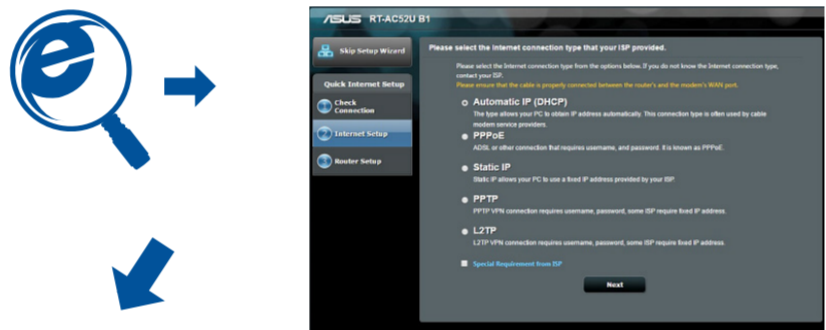 ASUS RT-AC52U B1
Skip Setup Wizard
Quick Internet Setup
1 Check
Connection
2 Internet Setup
3 Router Setup
Please select the Internet connection type that your ISP provided.
Please select the Internet connection type from the options below. If you do not know the Internet connection type,
contact your ISP.
Please ensure that the cable is properly connected between the router's and the modem's WAN port.
Automatic IP (DHCP)
The type allows your PC to obtain IP address automatically. This connection type is often used by cable
modem service providers.
PPPoE
ADSL or other connection that requires username, and password. It is known as PPPoE.
Static IP
Static IP allows your PC to use a fixed IP address provided by your ISP.
PPTP
PPTP VPN connection requires username, password, some ISP require fixed IP address.
L2TP
L2TP VPN connection requires username, password, some ISP require fixed IP address.
Special Requirement from ISP
Next